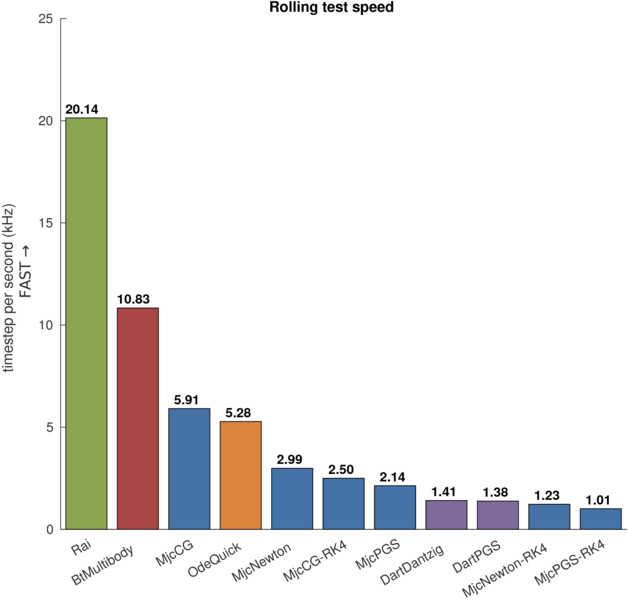 Rolling test speed
timestep per second (kHz)
FAST →
25
20
15
10
5
0
20.14
10.83
5.91
5.28
2.99
2.50
2.14
1.41
1.38
1.23
1.01
Rai
BtMultibody
MjcCG
OdeQuick
MjcNewton
MjcCG-RK4
MjcPGS
DartDantzig
DartPGS
MjcNewton-RK4
MjcPGS-RK4